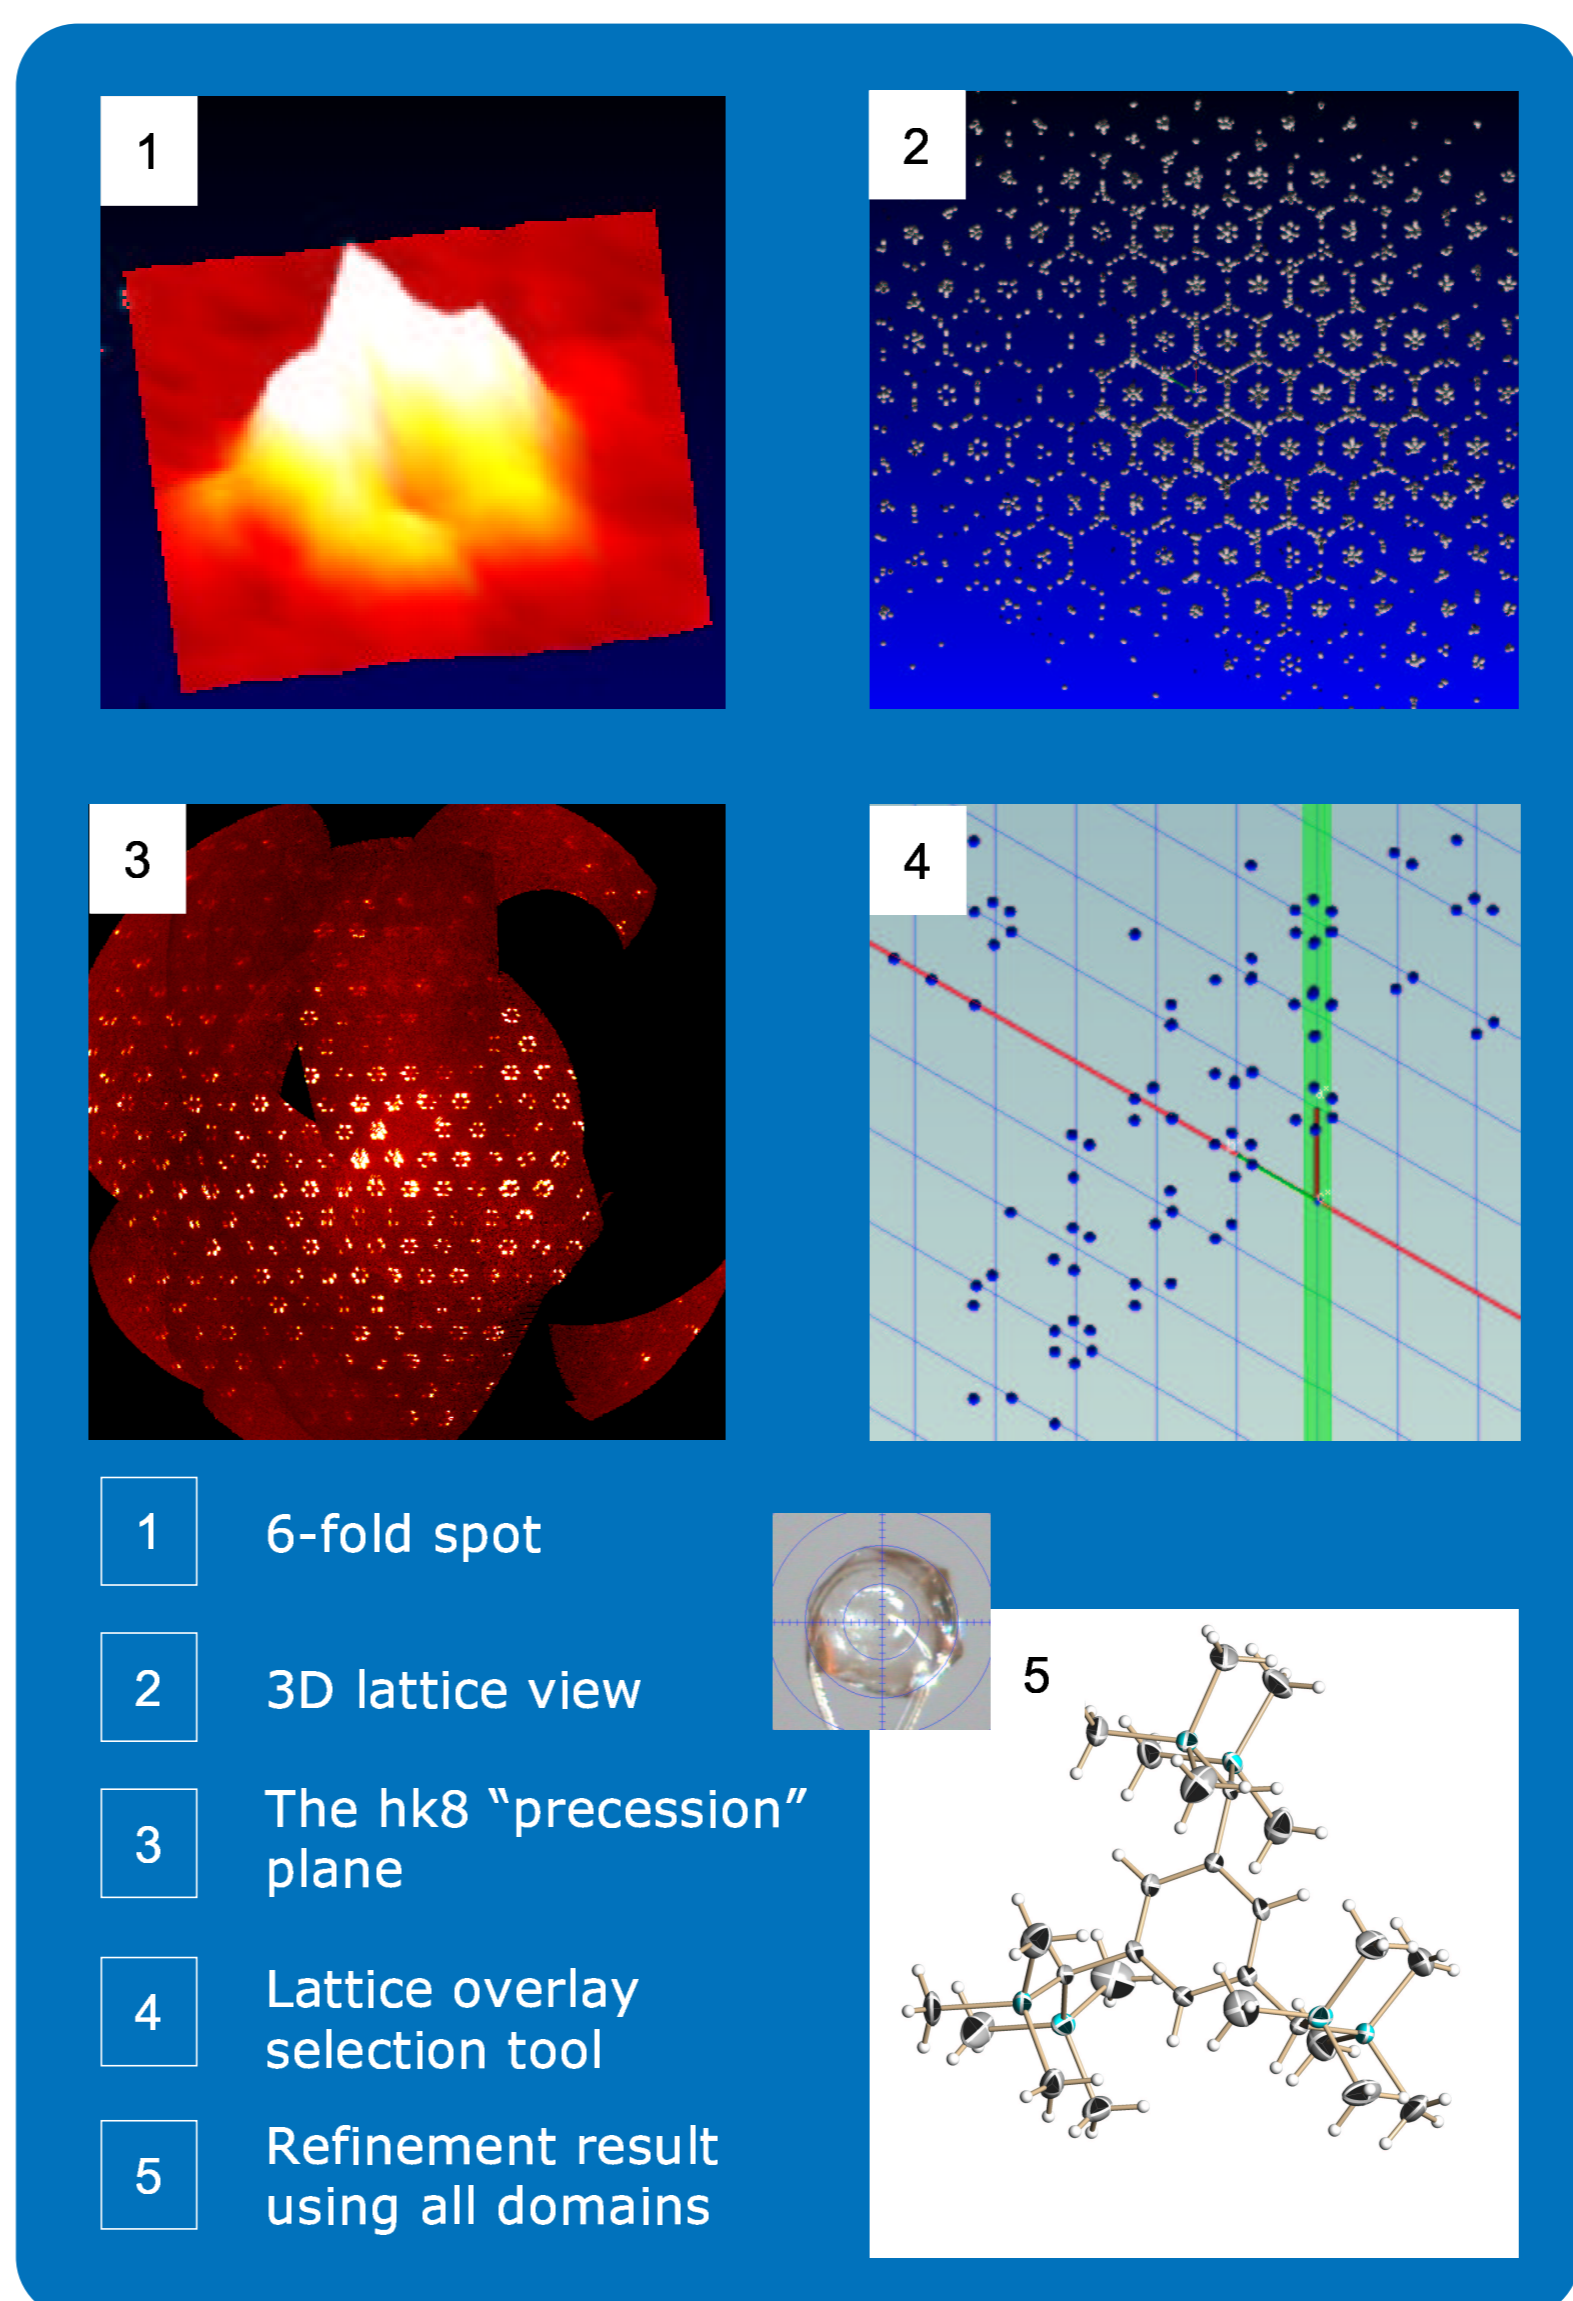 1
2
3
4
1
6-fold spot
2
3D lattice view
3
The hk8 “precession”
plane
4
Lattice overlay
selection tool
5
Refinement result
using all domains
5